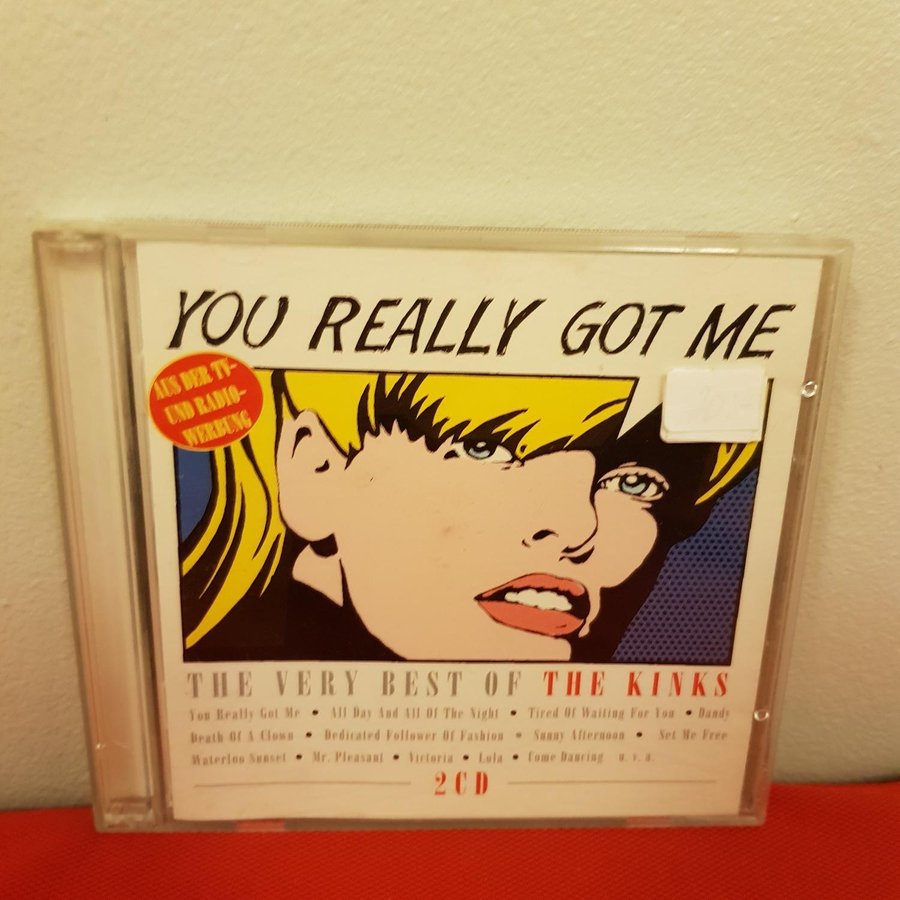 YOU REALLY GOT ME
AUS DER TV-
UND RADIO-
WERBUNG
THE VERY BEST OF THE KINKS
You Really Got Me • All Day And All Of The Night • Tired Of Waiting For You • Dandy
Death Of A Clown • Dedicated Follower Of Fashion • Sunny Afternoon • Set Me Free
Waterloo Sunset • Mr. Pleasant • Victoria • Lola • Come Dancing u. v. a.
2CD